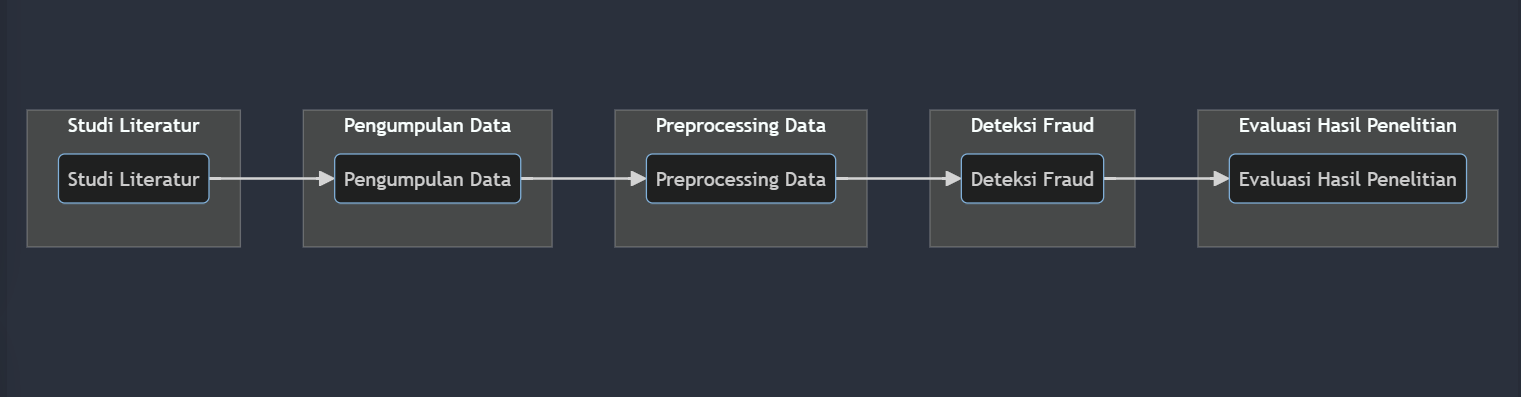 Studi Literatur
Studi Literatur
Pengumpulan Data
Pengumpulan Data
Preprocessing Data
Preprocessing Data
Deteksi Fraud
Deteksi Fraud
Evaluasi Hasil Penelitian
Evaluasi Hasil Penelitian